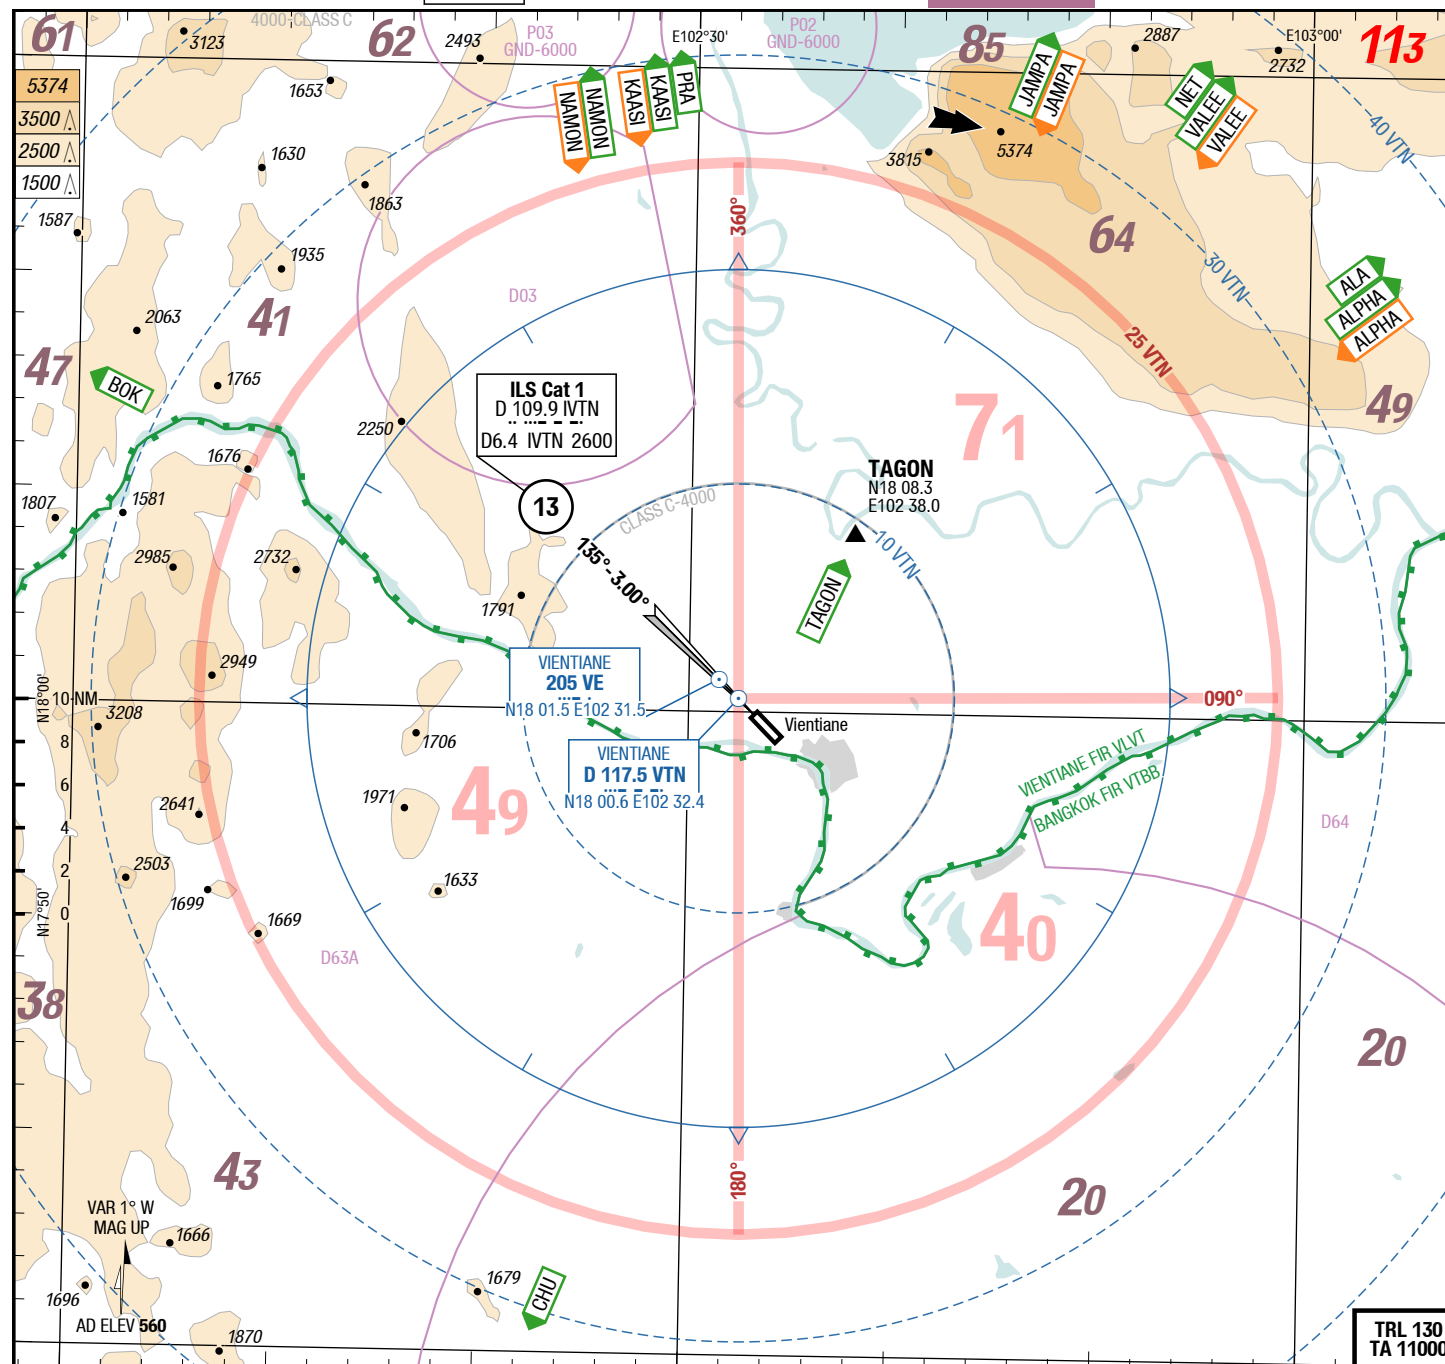 4000-CLASS C
61
3123
62
2493
P03
GND-6000
E102°30'
P02
GND-6000
85
2887
E103°00'
2732
113
5374
3500
2500
1500
1653
NAMON
NAMON
KAASI
KAASI
PRA
JAMPA
JAMPA
NET
VALEE
VALEE
40 VTN
5374
3815
1630
1863
1587
360°
64
1935
30 VTN
ALA
ALPHA
ALPHA
D03
2063
41
25 VTN
47
BOK
1765
ILS Cat 1
D 109.9 IVTN
D6.4 IVTN 2600
49
2250
71
1676
TAGON
N18 08.3
E102 38.0
13
CLASS C-4000
1807
1581
10 VTN
135° - 3.00°
2985
2732
TAGON
1791
VIENTIANE
205 VE
N18 01.5 E102 31.5
2949
N18°00'
10 NM
090°
3208
Vientiane
1706
8
VIENTIANE
D 117.5 VTN
N18 00.6 E102 32.4
VIENTIANE FIR VLVT
BANGKOK FIR VTBB
6
1971
49
2641
4
D64
2
2503
1633
1699
N17°50'
0
1669
40
D63A
38
20
43
180°
20
VAR 1° W
MAG UP
1666
1679
CHU
1696
AD ELEV 560
1870
TRL 130
TA 11000